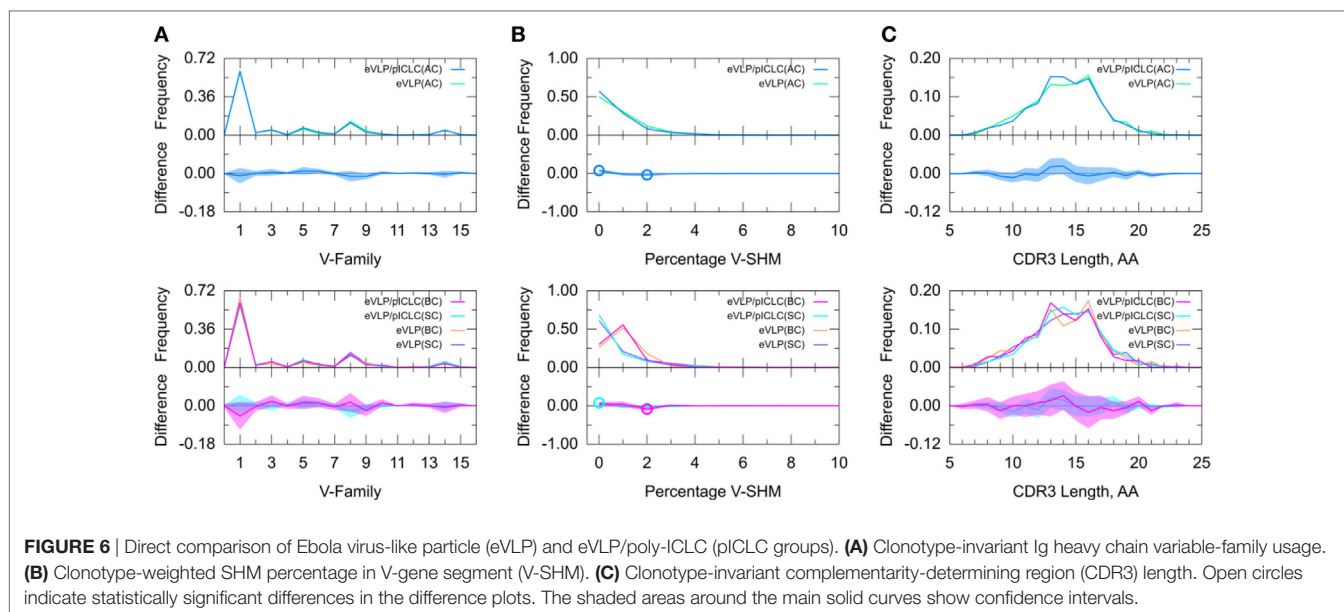 A
B
C
0.72
0.36
0.00
0.00
-0.18
Frequency
Difference
eVLP/pICLC(AC)
eVLP(AC)
1 3 5 7 9 11 13 15
V-Family
1.00
0.50
0.00
0.00
-1.00
Frequency
Difference
eVLP/pICLC(AC)
eVLP(AC)
0 2 4 6 8 10
Percentage V-SHM
0.20
0.10
0.00
0.00
-0.12
Frequency
Difference
eVLP/pICLC(AC)
eVLP(AC)
5 10 15 20 25
CDR3 Length, AA
0.72
0.36
0.00
0.00
-0.18
Frequency
Difference
eVLP/pICLC(BC)
eVLP/pICLC(SC)
eVLP(BC)
eVLP(SC)
1 3 5 7 9 11 13 15
V-Family
1.00
0.50
0.00
0.00
-1.00
Frequency
Difference
eVLP/pICLC(BC)
eVLP/pICLC(SC)
eVLP(BC)
eVLP(SC)
0 2 4 6 8 10
Percentage V-SHM
0.20
0.10
0.00
0.00
-0.12
Frequency
Difference
eVLP/pICLC(BC)
eVLP/pICLC(SC)
eVLP(BC)
eVLP(SC)
5 10 15 20 25
CDR3 Length, AA
FIGURE 6 | Direct comparison of Ebola virus-like particle (eVLP) and eVLP/poly-ICLC (pICLC groups). (A) Clonotype-invariant Ig heavy chain variable-family usage.
(B) Clonotype-weighted SHM percentage in V-gene segment (V-SHM). (C) Clonotype-invariant complementarity-determining region (CDR3) length. Open circles
indicate statistically significant differences in the difference plots. The shaded areas around the main solid curves show confidence intervals.